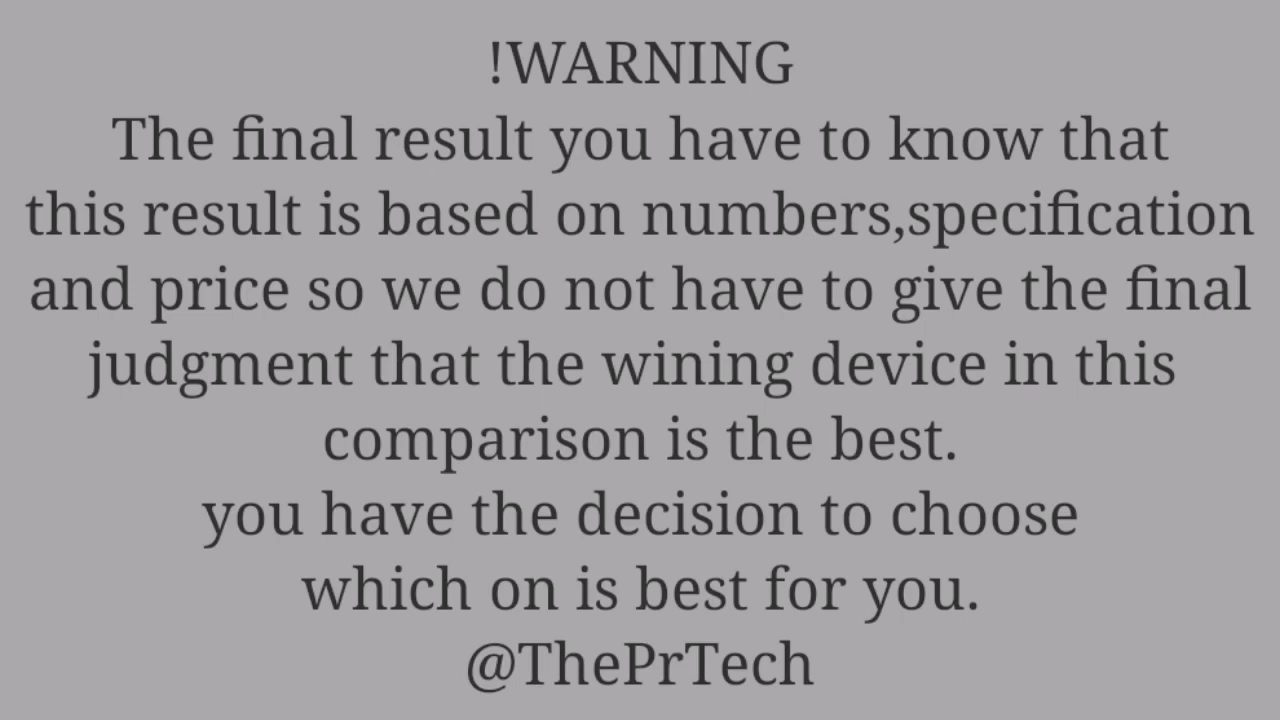 !WARNING
The final result you have to know that
this result is based on numbers,specification
and price so we do not have to give the final
judgment that the wining device in this
comparison is the best.
you have the decision to choose
which on is best for you.
@ThePrTech